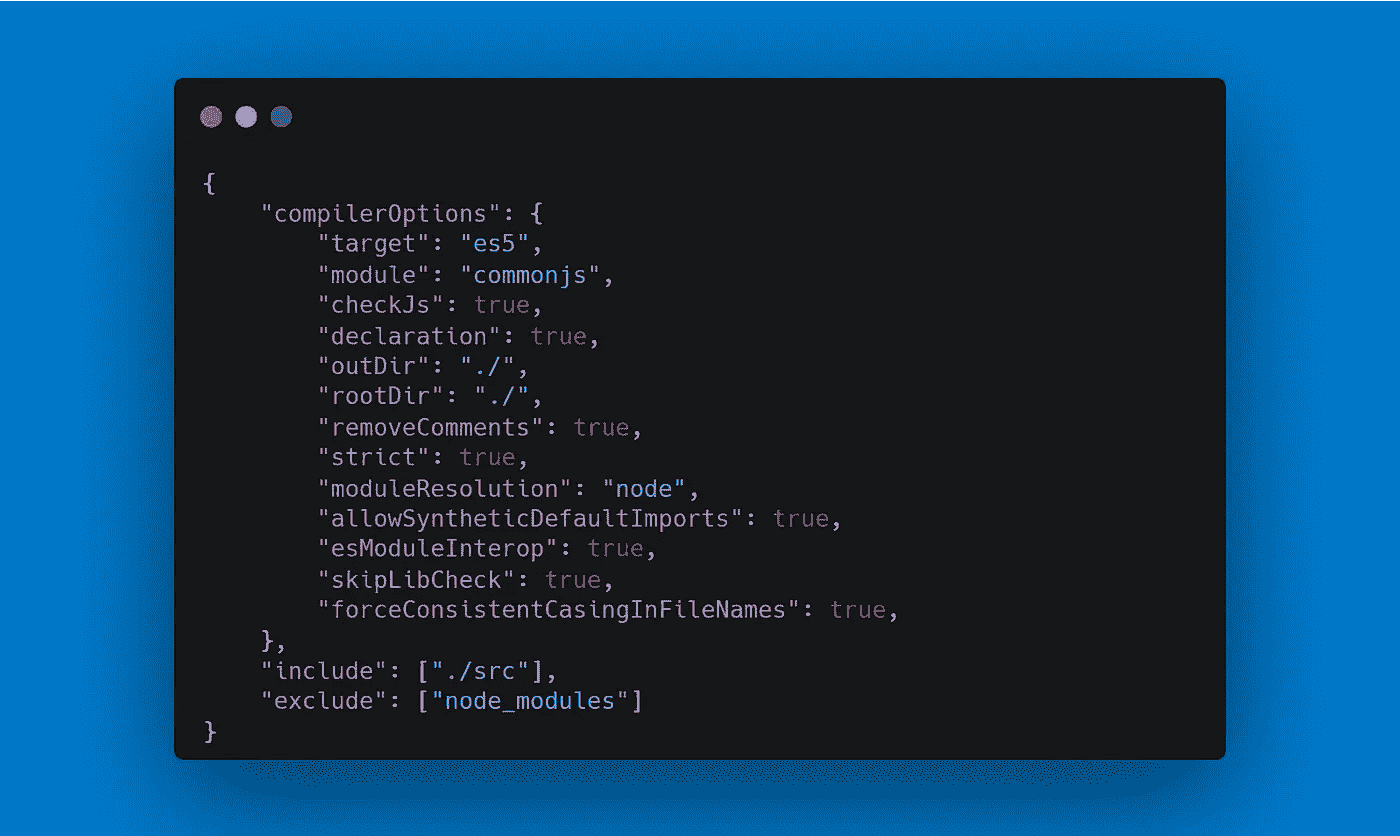 {
    "compilerOptions": {
        "target": "es5",
        "module": "commonjs",
        "checkJs": true,
        "declaration": true,
        "outDir": "./",
        "rootDir": "./",
        "removeComments": true,
        "strict": true,
        "moduleResolution": "node",
        "allowSyntheticDefaultImports": true,
        "esModuleInterop": true,
        "skipLibCheck": true,
        "forceConsistentCasingInFileNames": true,
    },
    "include": ["./src"],
    "exclude": ["node_modules"]
}